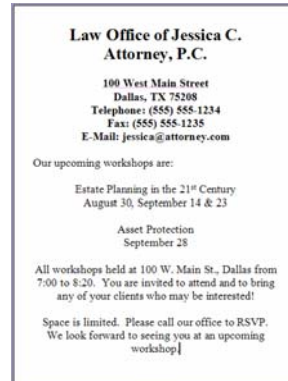 Law Office of Jessica C.
Attorney, P.C.
100 West Main Street
Dallas, TX 75208
Telephone: (555) 555-1234
Fax: (555) 555-1235
E-Mail: jessica@attorney.com
Our upcoming workshops are:
Estate Planning in the 21st Century
August 30, September 14 & 23
Asset Protection
September 28
All workshops held at 100 W. Main St., Dallas from
7:00 to 8:20. You are invited to attend and to bring
any of your clients who may be interested!
Space is limited. Please call our office to RSVP.
We look forward to seeing you at an upcoming
workshop.